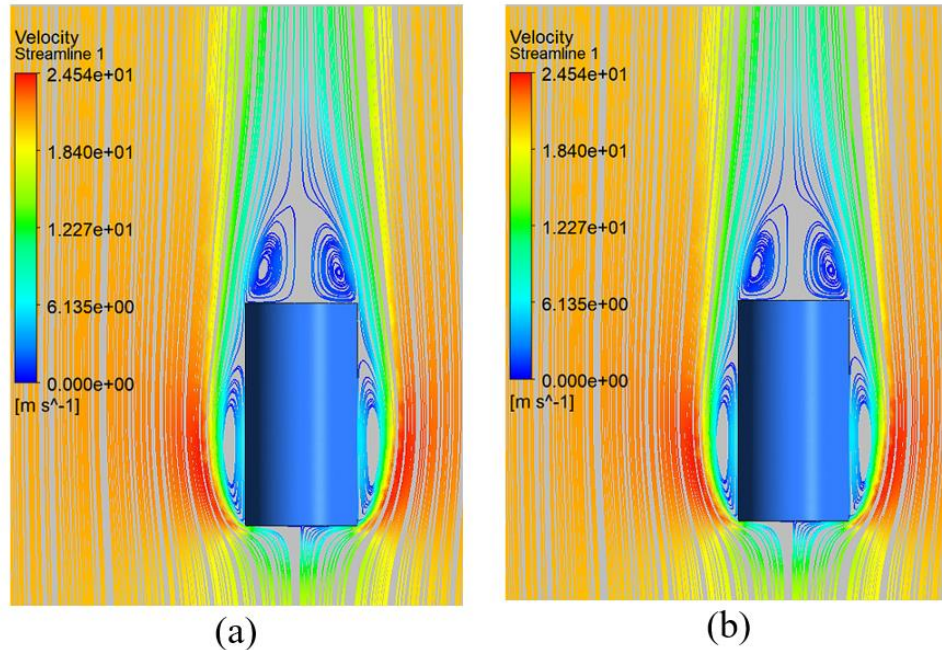 Velocity
Streamline 1
2.454e+01
1.840e+01
1.227e+01
6.135e+00
0.000e+00
[m s^-1]
(a)
Velocity
Streamline 1
2.454e+01
1.840e+01
1.227e+01
6.135e+00
0.000e+00
[m s^-1]
(b)